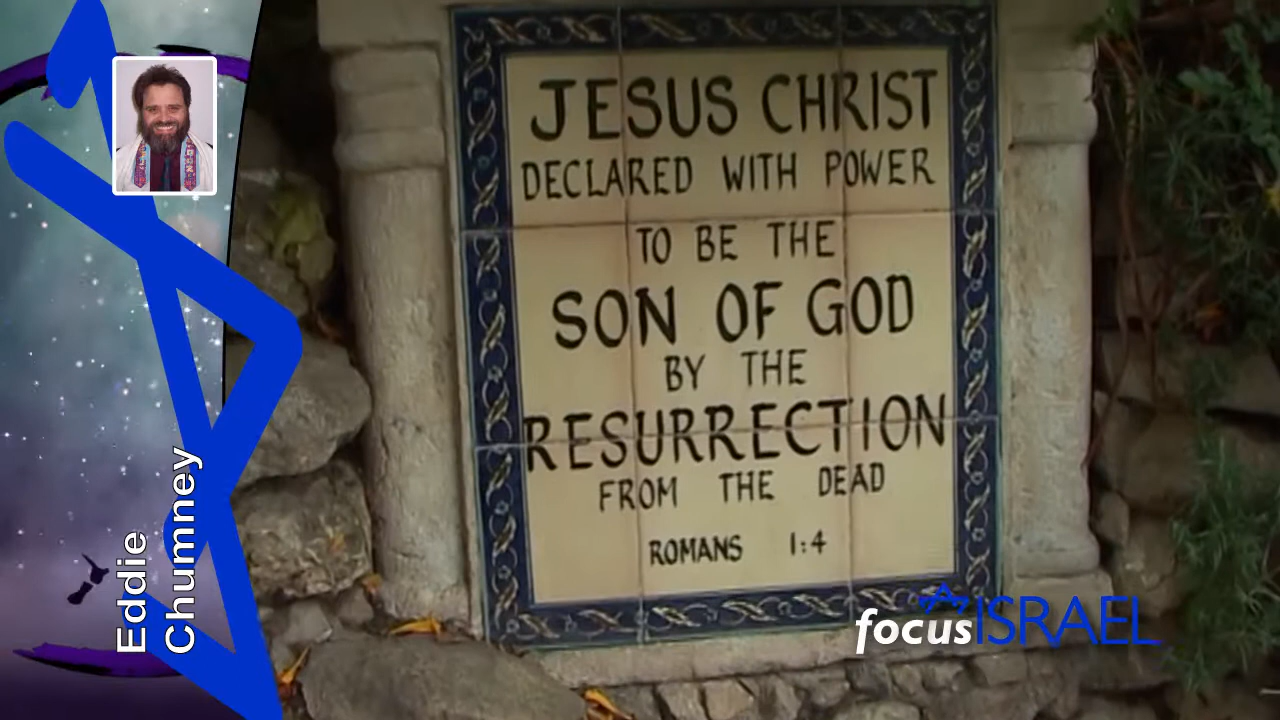 JESUS CHRIST
DECLARED WITH POWER
TO BE THE
SON OF GOD
BY THE
RESURRECTION
FROM THE DEAD
ROMANS 1:4
Eddie
Chumney
focusISRAEL